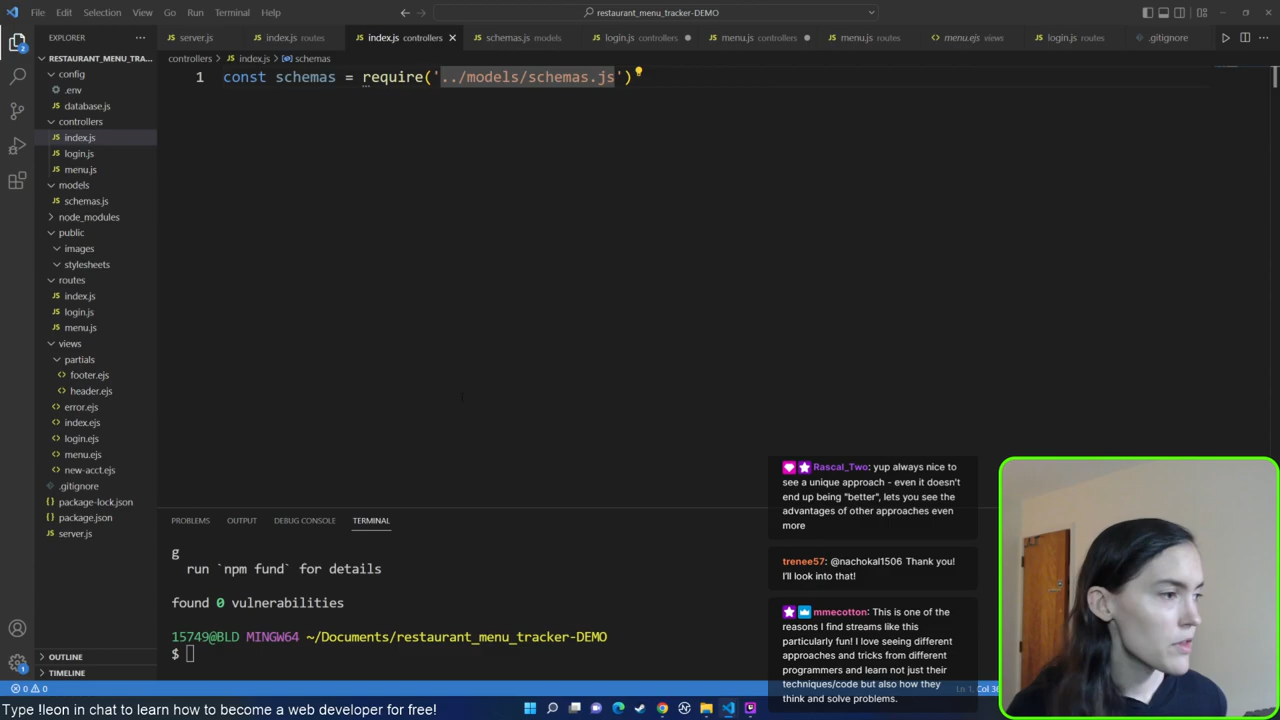 File Edit Selection View Go Run Terminal Help
restaurant_menu_tracker-DEMO
EXPLORER
server.js
index.js routes
index.js controllers
schemas.js models
login.js controllers
menu.js controllers
menu.js routes
menu.ejs views
login.js routes
.gitignore
controllers > index.js > schemas
1 const schemas = require('../models/schemas.js')
RESTAURANT_MENU_TRA...
config
.env
database.js
controllers
index.js
login.js
menu.js
models
schemas.js
node_modules
public
images
stylesheets
routes
index.js
login.js
menu.js
views
partials
footer.ejs
header.ejs
error.ejs
index.ejs
login.ejs
menu.ejs
new-acct.ejs
.gitignore
package-lock.json
package.json
server.js
OUTLINE
TIMELINE
PROBLEMS OUTPUT DEBUG CONSOLE TERMINAL
g
run `npm fund` for details
found 0 vulnerabilities
15749@BLD MINGW64 ~/Documents/restaurant_menu_tracker-DEMO
$
Rascal_Two: yup always nice to
see a unique approach - even it doesn't
end up being "better", lets you see the
advantages of other approaches even
more
trenee57: @nachokal1506 Thank you!
I'll look into that!
mmecotton: This is one of the
reasons I find streams like this
particularly fun! I love seeing different
approaches and tricks from different
programmers and learn not just their
techniques/code but also how they
think and solve problems.
0 0
Ln 1, Col 36
Type !leon in chat to learn how to become a web developer for free!